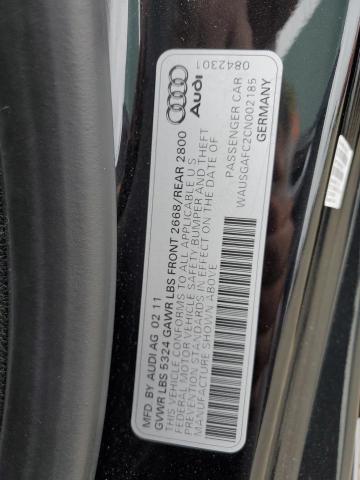 08423301
Audi
MFD BY AUDI AG 02 11
GVWR LBS 5324 GAWR LBS FRONT 2668/REAR 2800
THIS VEHICLE CONFORMS TO ALL APPLICABLE U S
FEDERAL MOTOR VEHICLE SAFETY BUMPER AND THEFT
PREVENTION STANDARDS IN EFFECT ON THE DATE OF
MANUFACTURE SHOWN ABOVE
PASSENGER CAR
WAUSGAFC2CN002185
GERMANY